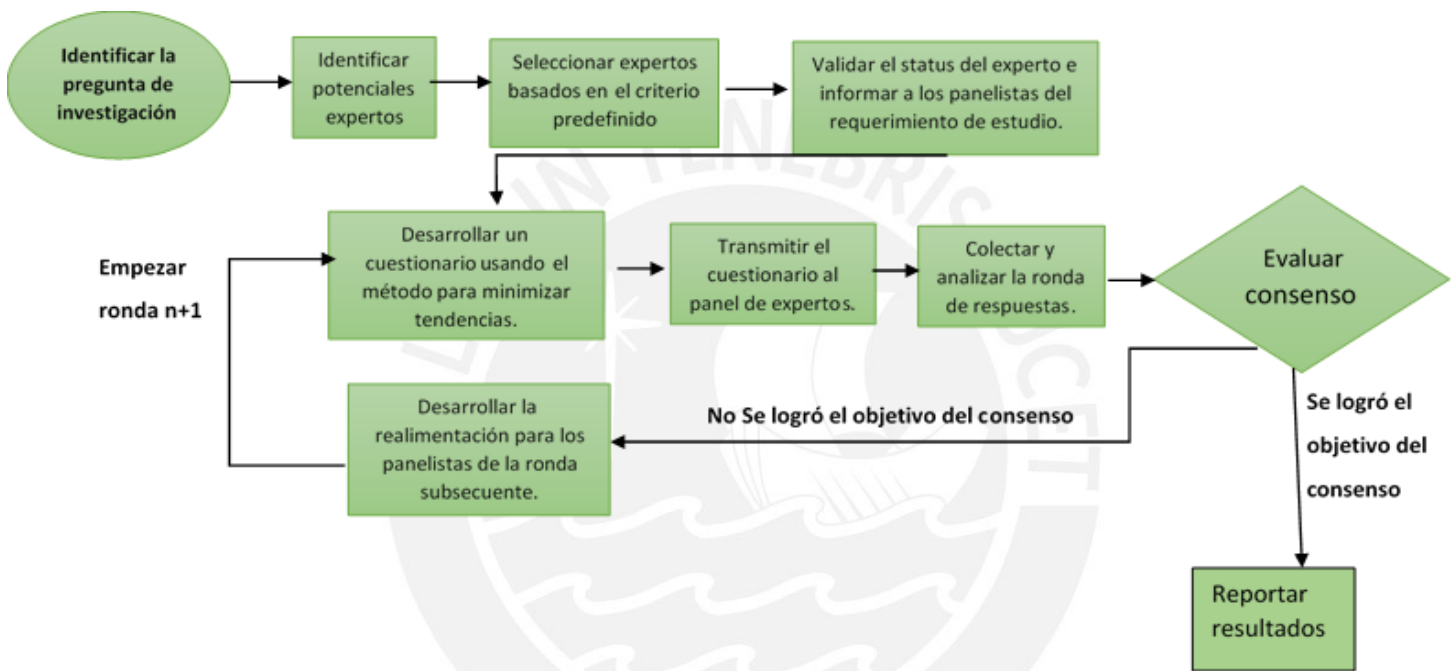 Identificar la
pregunta de
investigación
Identificar
potenciales
expertos
Seleccionar expertos
basados en el criterio
predefinido
Validar el status del experto e
informar a los panelistas del
requerimiento de estudio.
Empezar
ronda n+1
Desarrollar un
cuestionario usando el
método para minimizar
tendencias.
Transmitir el
cuestionario al
panel de expertos.
Colectar y
analizar la ronda
de respuestas.
Evaluar
consenso
Desarrollar la
realimentación para los
panelistas de la ronda
subsecuente.
No Se logró el objetivo del consenso
Se logró el
objetivo del
consenso
Reportar
resultados
IN TENEBRIS